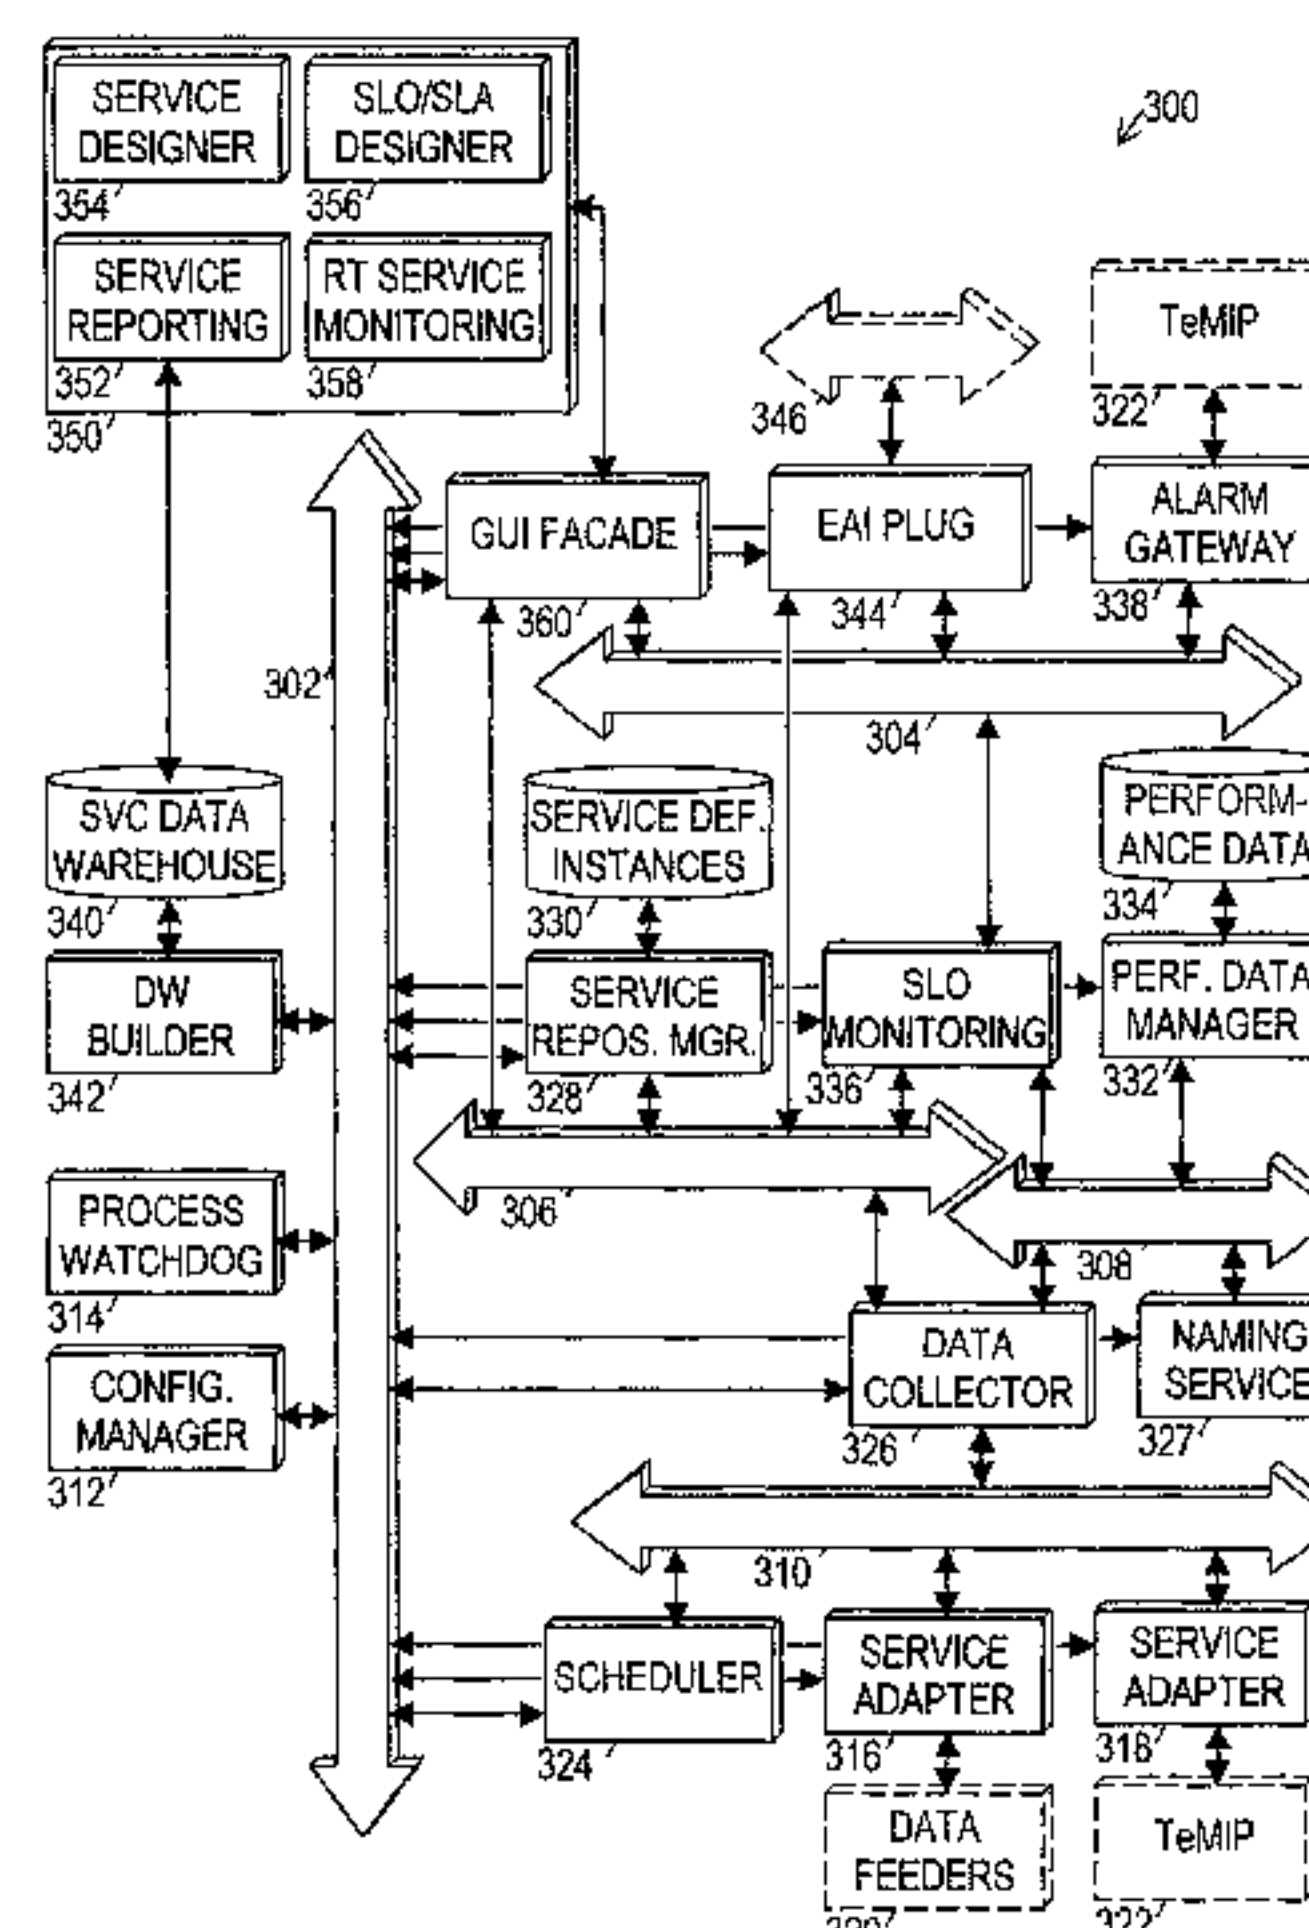 SERVICE
DESIGNER
354
SLO/SLA
DESIGNER
356
300
SERVICE
REPORTING
352
RT SERVICE
MONITORING
358
350
346
TeMIP
322
GUI FACADE
360
EAI PLUG
344
ALARM
GATEWAY
338
302
304
SVC DATA
WAREHOUSE
340
SERVICE DEF.
INSTANCES
330
PERFORM-
ANCE DATA
334
DW
BUILDER
342
SERVICE
REPOS. MGR.
328
SLO
MONITORING
336
PERF. DATA
MANAGER
332
306
308
PROCESS
WATCHDOG
314
CONFIG.
MANAGER
312
DATA
COLLECTOR
326
NAMING
SERVICE
327
310
SCHEDULER
324
SERVICE
ADAPTER
316
SERVICE
ADAPTER
318
DATA
FEEDERS
TeMIP
322